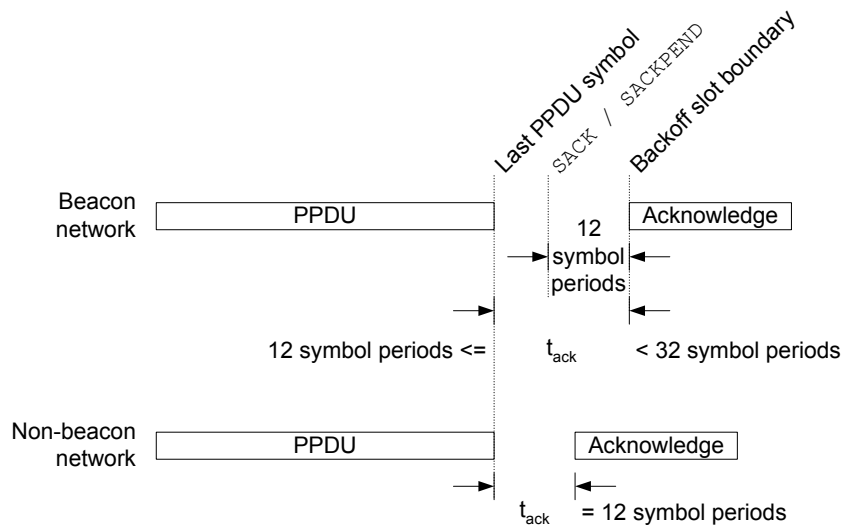 Last PPDU symbol
SACK / SACKPEND
Backoff slot boundary
Beacon
network
PPDU
Acknowledge
12
symbol
periods
12 symbol periods <= tack < 32 symbol periods
Non-beacon
network
PPDU
Acknowledge
tack = 12 symbol periods